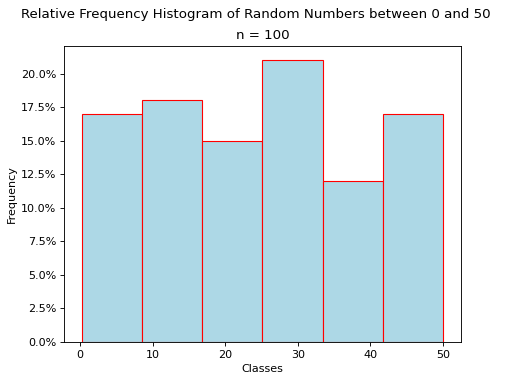 Relative Frequency Histogram of Random Numbers between 0 and 50
n = 100
20.0%
17.5%
15.0%
12.5%
10.0%
7.5%
5.0%
2.5%
0.0%
Frequency
0 10 20 30 40 50
Classes